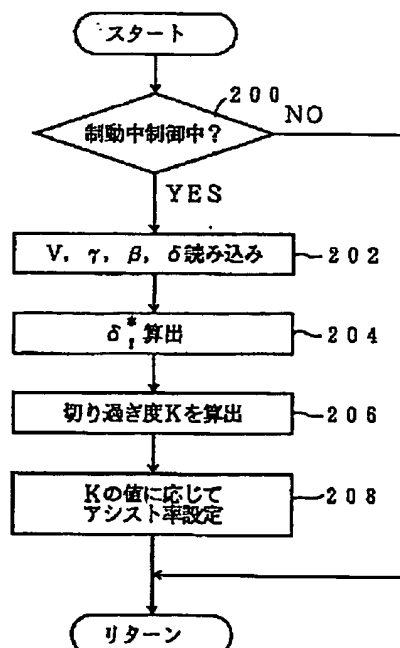 スタート
200
制動中制御中?
NO
YES
V, γ, β, δ読み込み
202
δf*算出
204
切り過ぎ度Kを算出
206
Kの値に応じて
アシスト率設定
208
リターン